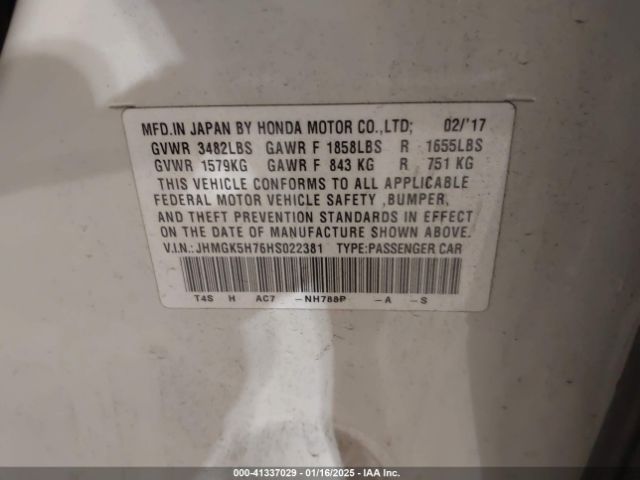 MFD.IN JAPAN BY HONDA MOTOR CO.,LTD; 02/'17
GVWR 3482LBS GAWR F 1858LBS R 1655LBS
GVWR 1579KG GAWR F 843 KG R 751 KG
THIS VEHICLE CONFORMS TO ALL APPLICABLE
FEDERAL MOTOR VEHICLE SAFETY ,BUMPER,
AND THEFT PREVENTION STANDARDS IN EFFECT
ON THE DATE OF MANUFACTURE SHOWN ABOVE.
V.I.N.:JHMGK5H76HS022381 TYPE:PASSENGER CAR
T4S H AC7 -NH788P -A -S
000-41337029 - 01/16/2025 - IAA Inc.